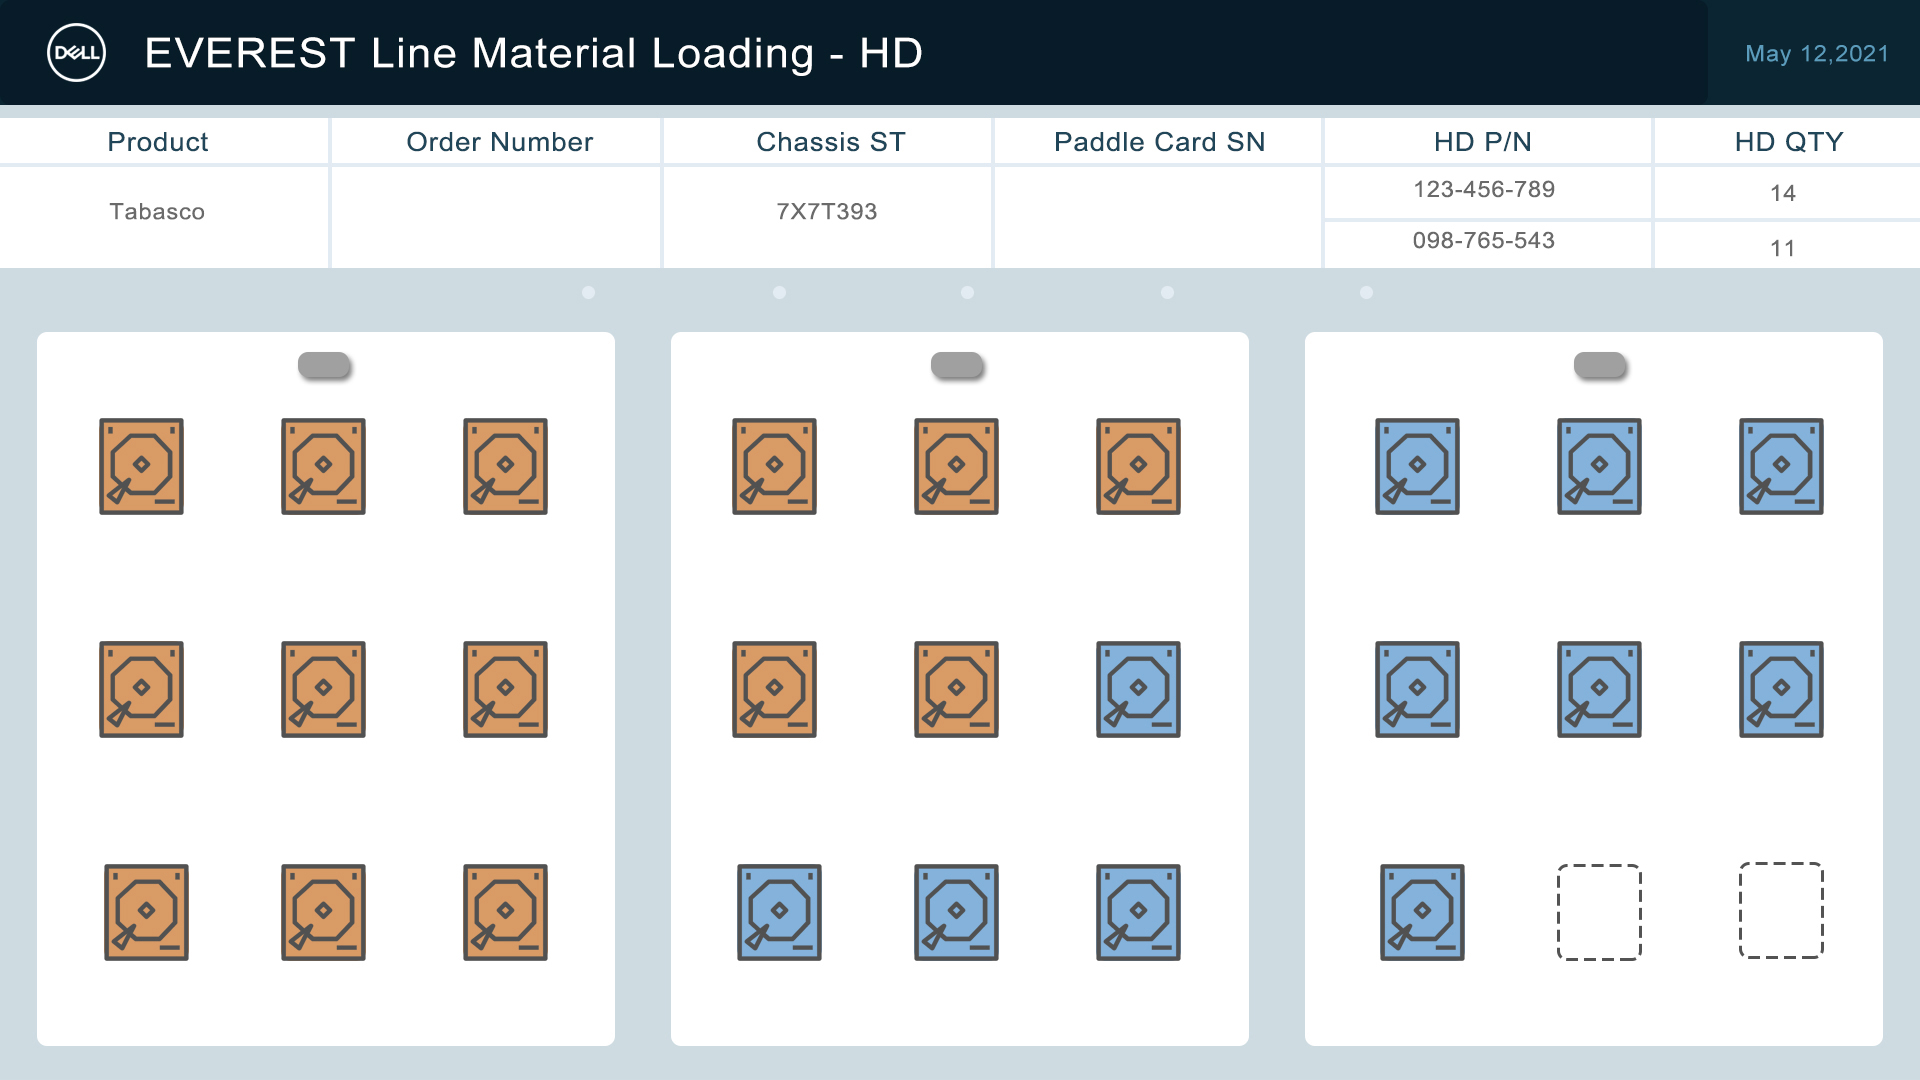 DELL
EVEREST Line Material Loading - HD
May 12,2021
Product
Order Number
Chassis ST
Paddle Card SN
HD P/N
HD QTY
Tabasco
7X7T393
123-456-789
14
098-765-543
11